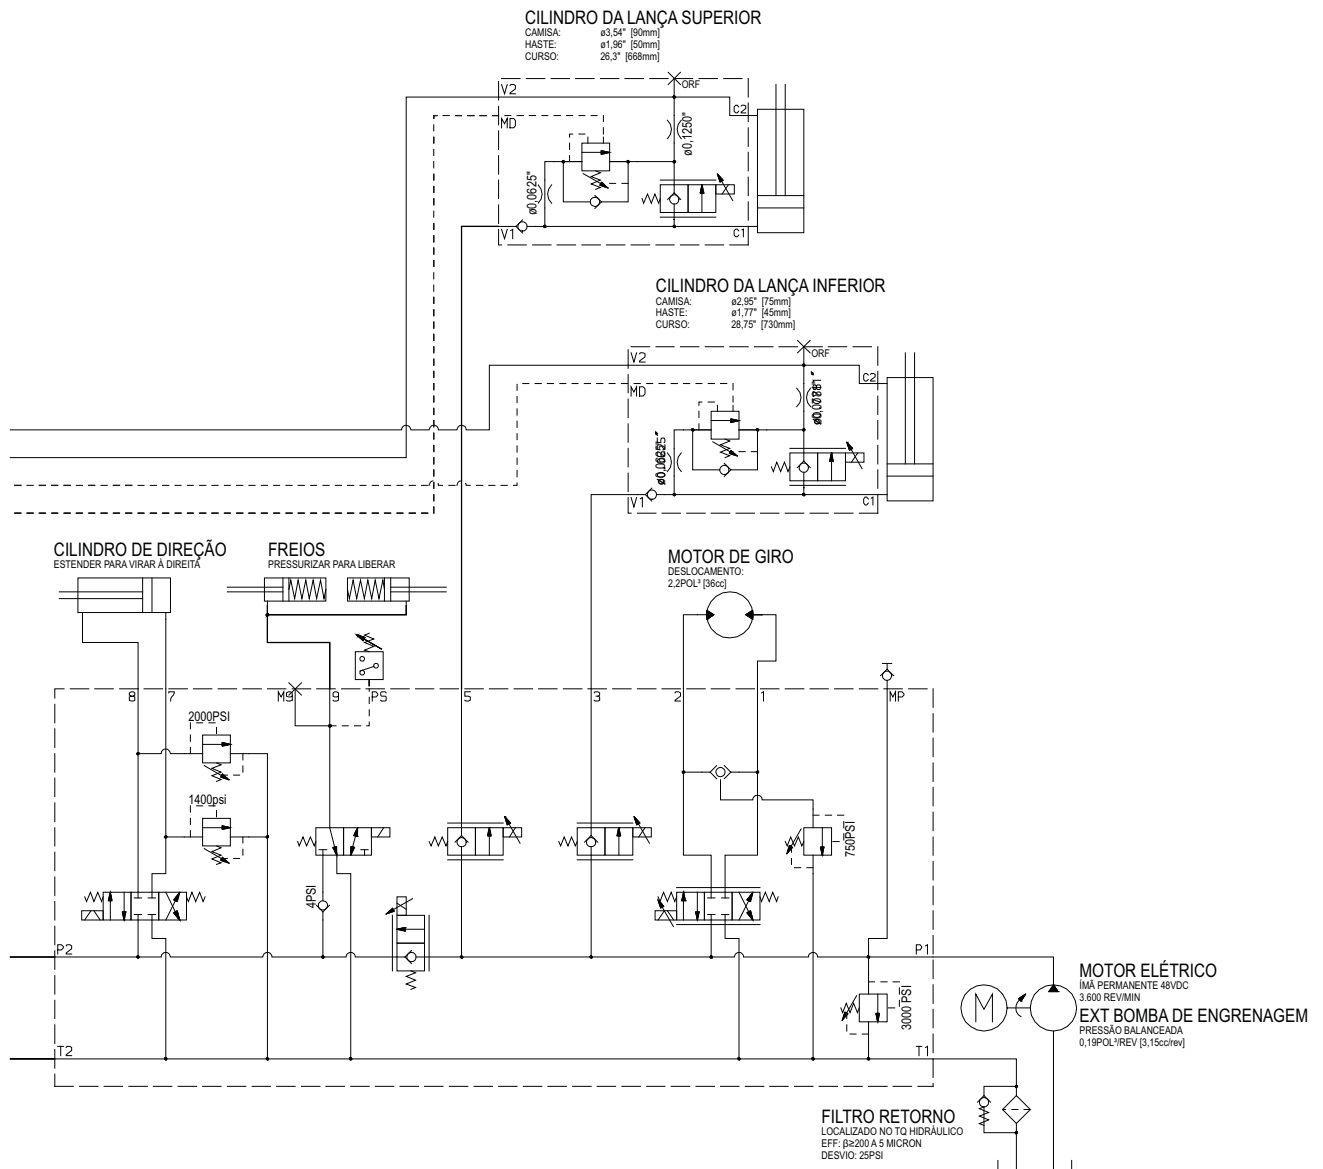 CILINDRO DA LANÇA SUPERIOR
CAMISA: ø3,54" [90mm]
HASTE: ø1,96" [50mm]
CURSO: 26,3" [668mm]
ORF
V2
C2
MD
ø0,1250"
ø0,0625"
V1
C1
CILINDRO DA LANÇA INFERIOR
CAMISA: ø2,95" [75mm]
HASTE: ø1,77" [45mm]
CURSO: 28,75" [730mm]
ORF
V2
C2
MD
V1
C1
CILINDRO DE DIREÇÃO
ESTENDER PARA VIRAR À DIREITA
FREIOS
PRESSURIZAR PARA LIBERAR
MOTOR DE GIRO
DESLOCAMENTO:
2,2POL³ [36cc]
8 7 M9 9 PS 5 3 2 1 MP
2000PSI
1400psi
750PSI
4PSI
P2
P1
3000 PSI
T2
T1
M
MOTOR ELÉTRICO
ÍMÃ PERMANENTE 48VDC
3.600 REV/MIN
EXT BOMBA DE ENGRENAGEM
PRESSÃO BALANCEADA
0,19POL³/REV [3,15cc/rev]
FILTRO RETORNO
LOCALIZADO NO TQ HIDRÁULICO
EFF: β≥200 A 5 MICRON
DESVIO: 25PSI